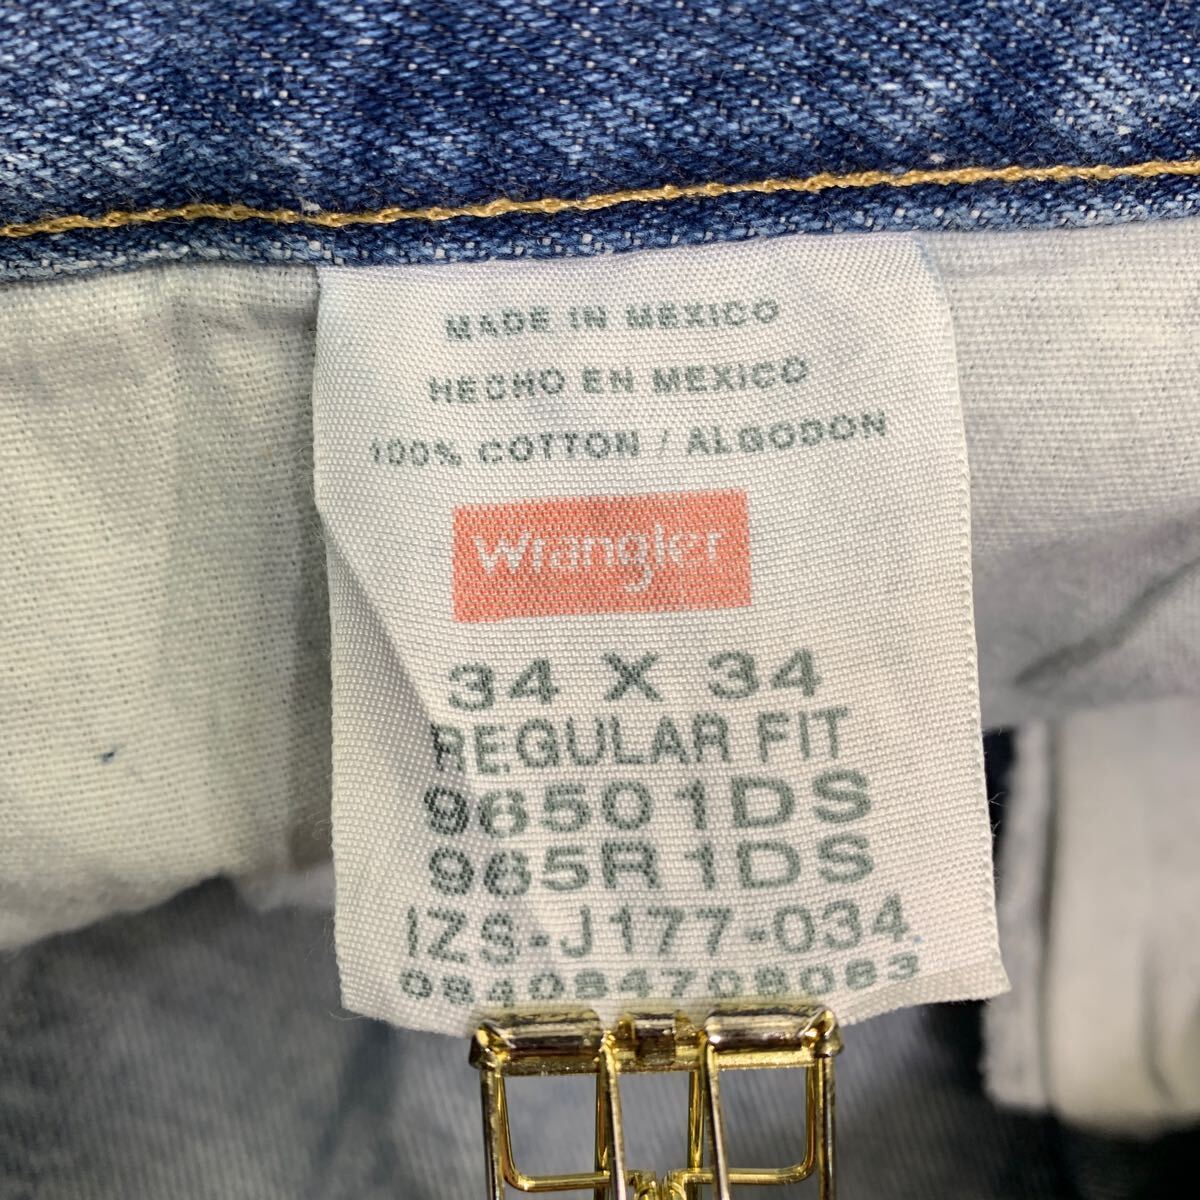 MADE IN MEXICO
HECHO EN MEXICO
100% COTTON / ALGODON
Wrangler
34 X 34
REGULAR FIT
96501DS
965R1DS
IZS-J177-034
084084708083